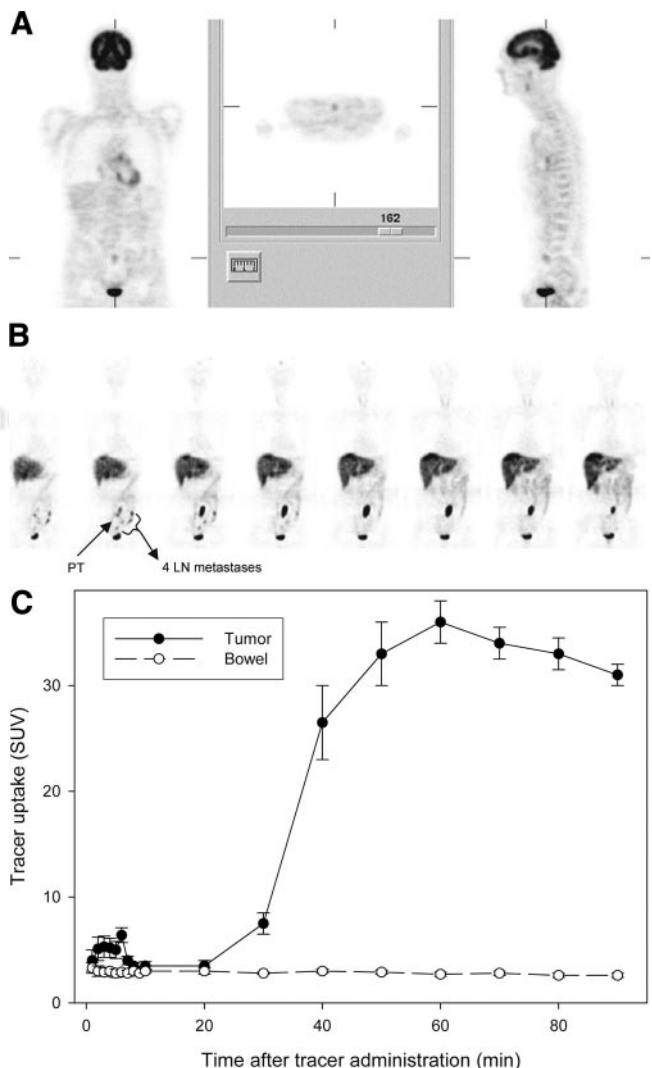 A
162
B
PT
4 LN metastases
C
Tumor
Bowel
Tracer uptake (SUV)
30
20
10
0
0
20
40
60
80
Time after tracer administration (min)